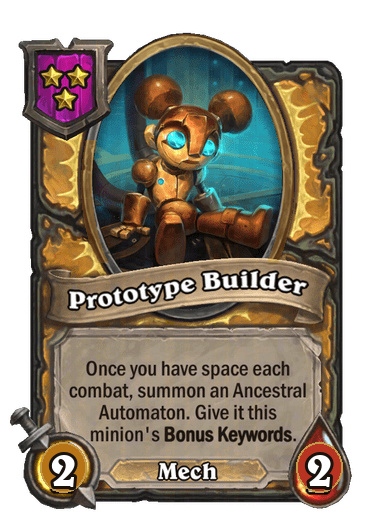 Prototype Builder
Once you have space each
combat, summon an Ancestral
Automaton. Give it this
minion's Bonus Keywords.
2
Mech
2